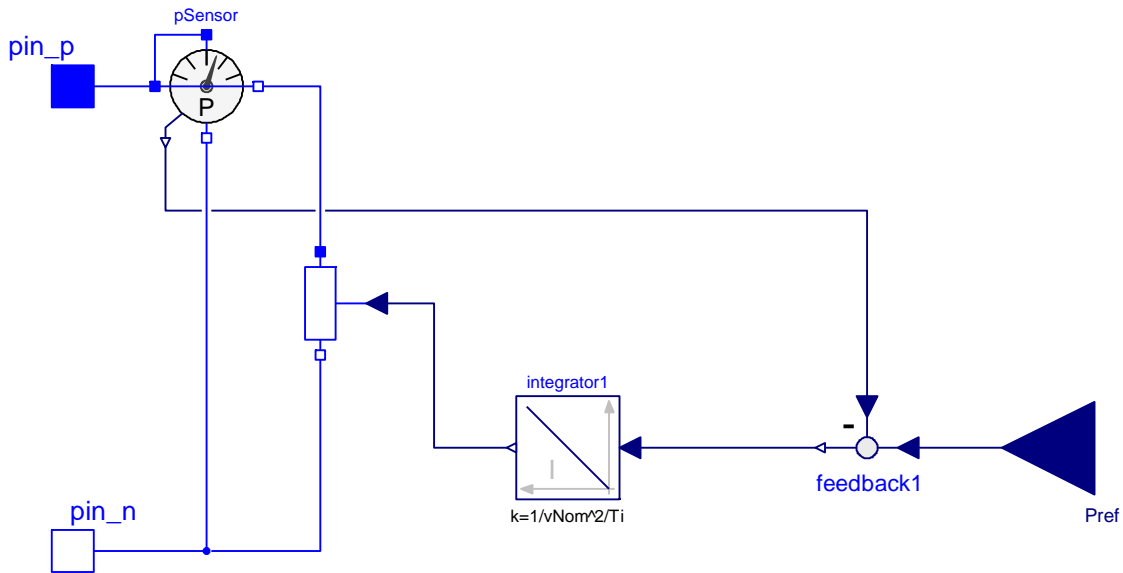 pSensor
pin_p
P
integrator1
I
k=1/vNom^2/Ti
-
feedback1
Pref
pin_n